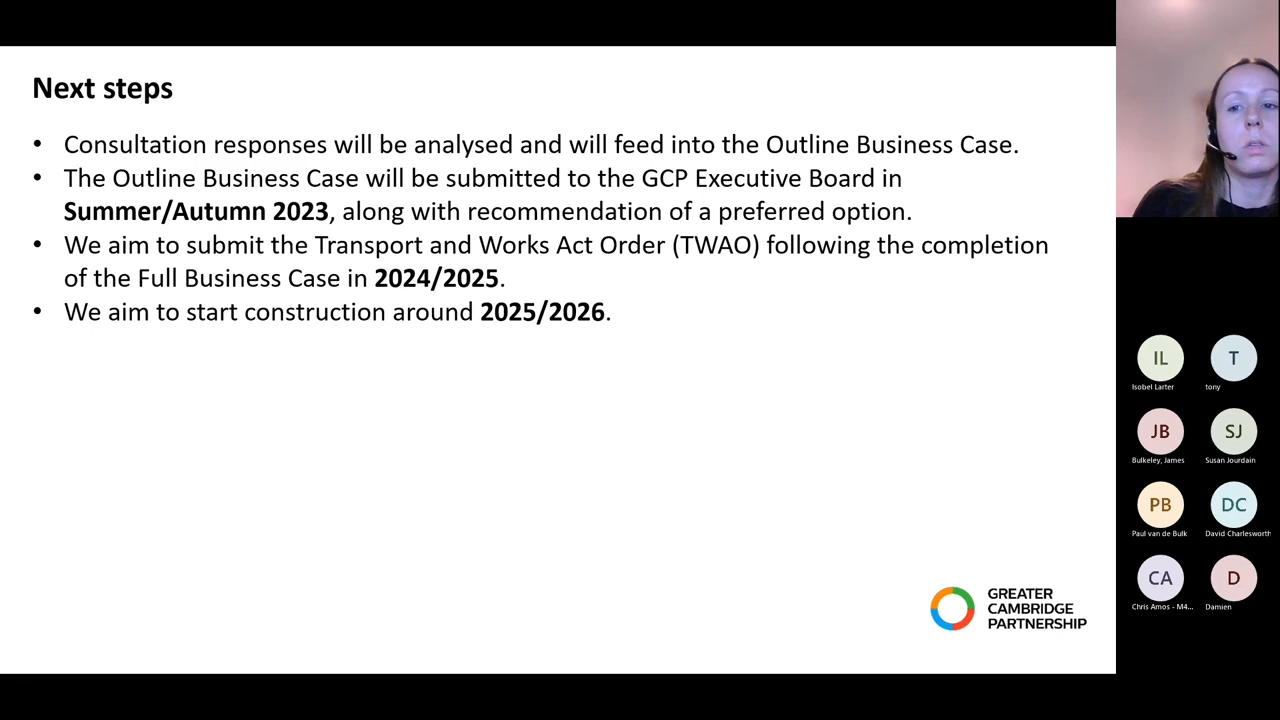 Next steps
• Consultation responses will be analysed and will feed into the Outline Business Case.
• The Outline Business Case will be submitted to the GCP Executive Board in
Summer/Autumn 2023, along with recommendation of a preferred option.
• We aim to submit the Transport and Works Act Order (TWAO) following the completion
of the Full Business Case in 2024/2025.
• We aim to start construction around 2025/2026.
GREATER
CAMBRIDGE
PARTNERSHIP
IL
Isobel Larter
T
tony
JB
Bulkeley, James
SJ
Susan Jourdain
PB
Paul van de Bulk
DC
David Charlesworth
CA
Chris Amos - M4...
D
Damien